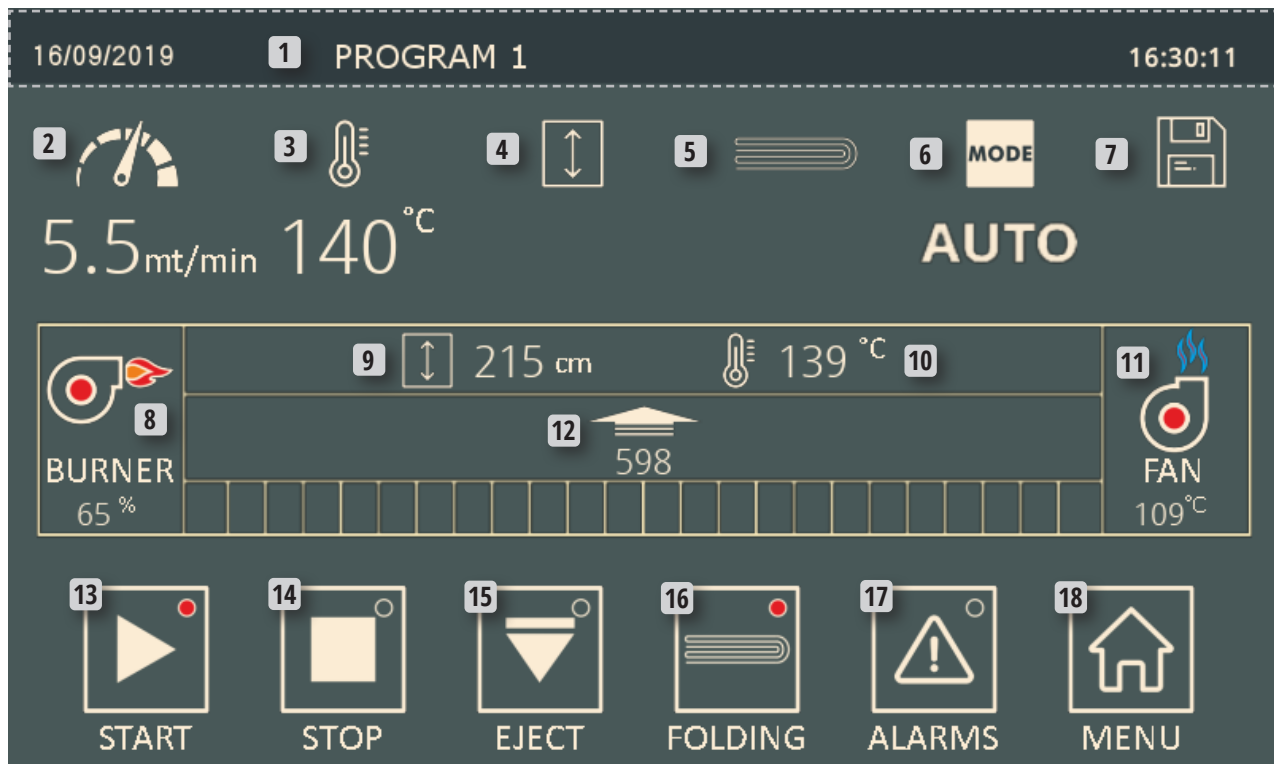 16/09/2019 1 PROGRAM 1 16:30:11
2 3 4 5 6 MODE 7
5.5 mt/min 140 °C AUTO
9 215 cm 139 °C 10 11
8 12
BURNER 598 FAN
65 % 109°C
13 14 15 16 17 18
START STOP EJECT FOLDING ALARMS MENU